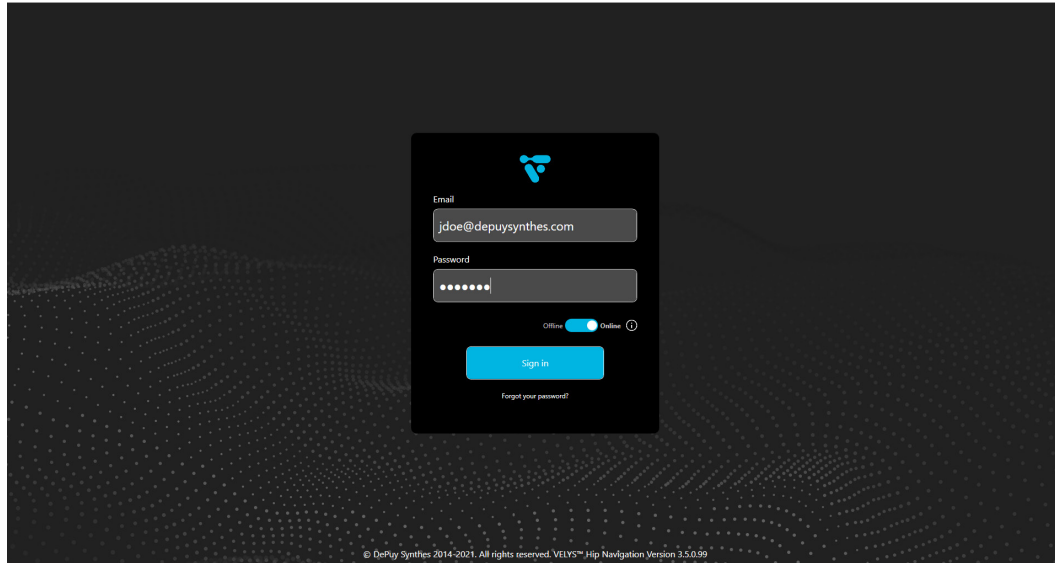 Email
jdoe@depuysynthes.com
Password
●●●●●●●
Offline Online
Sign in
Forgot your password?
© DePuy Synthes 2014-2021. All rights reserved. VELYS™ Hip Navigation Version 3.5.0.99